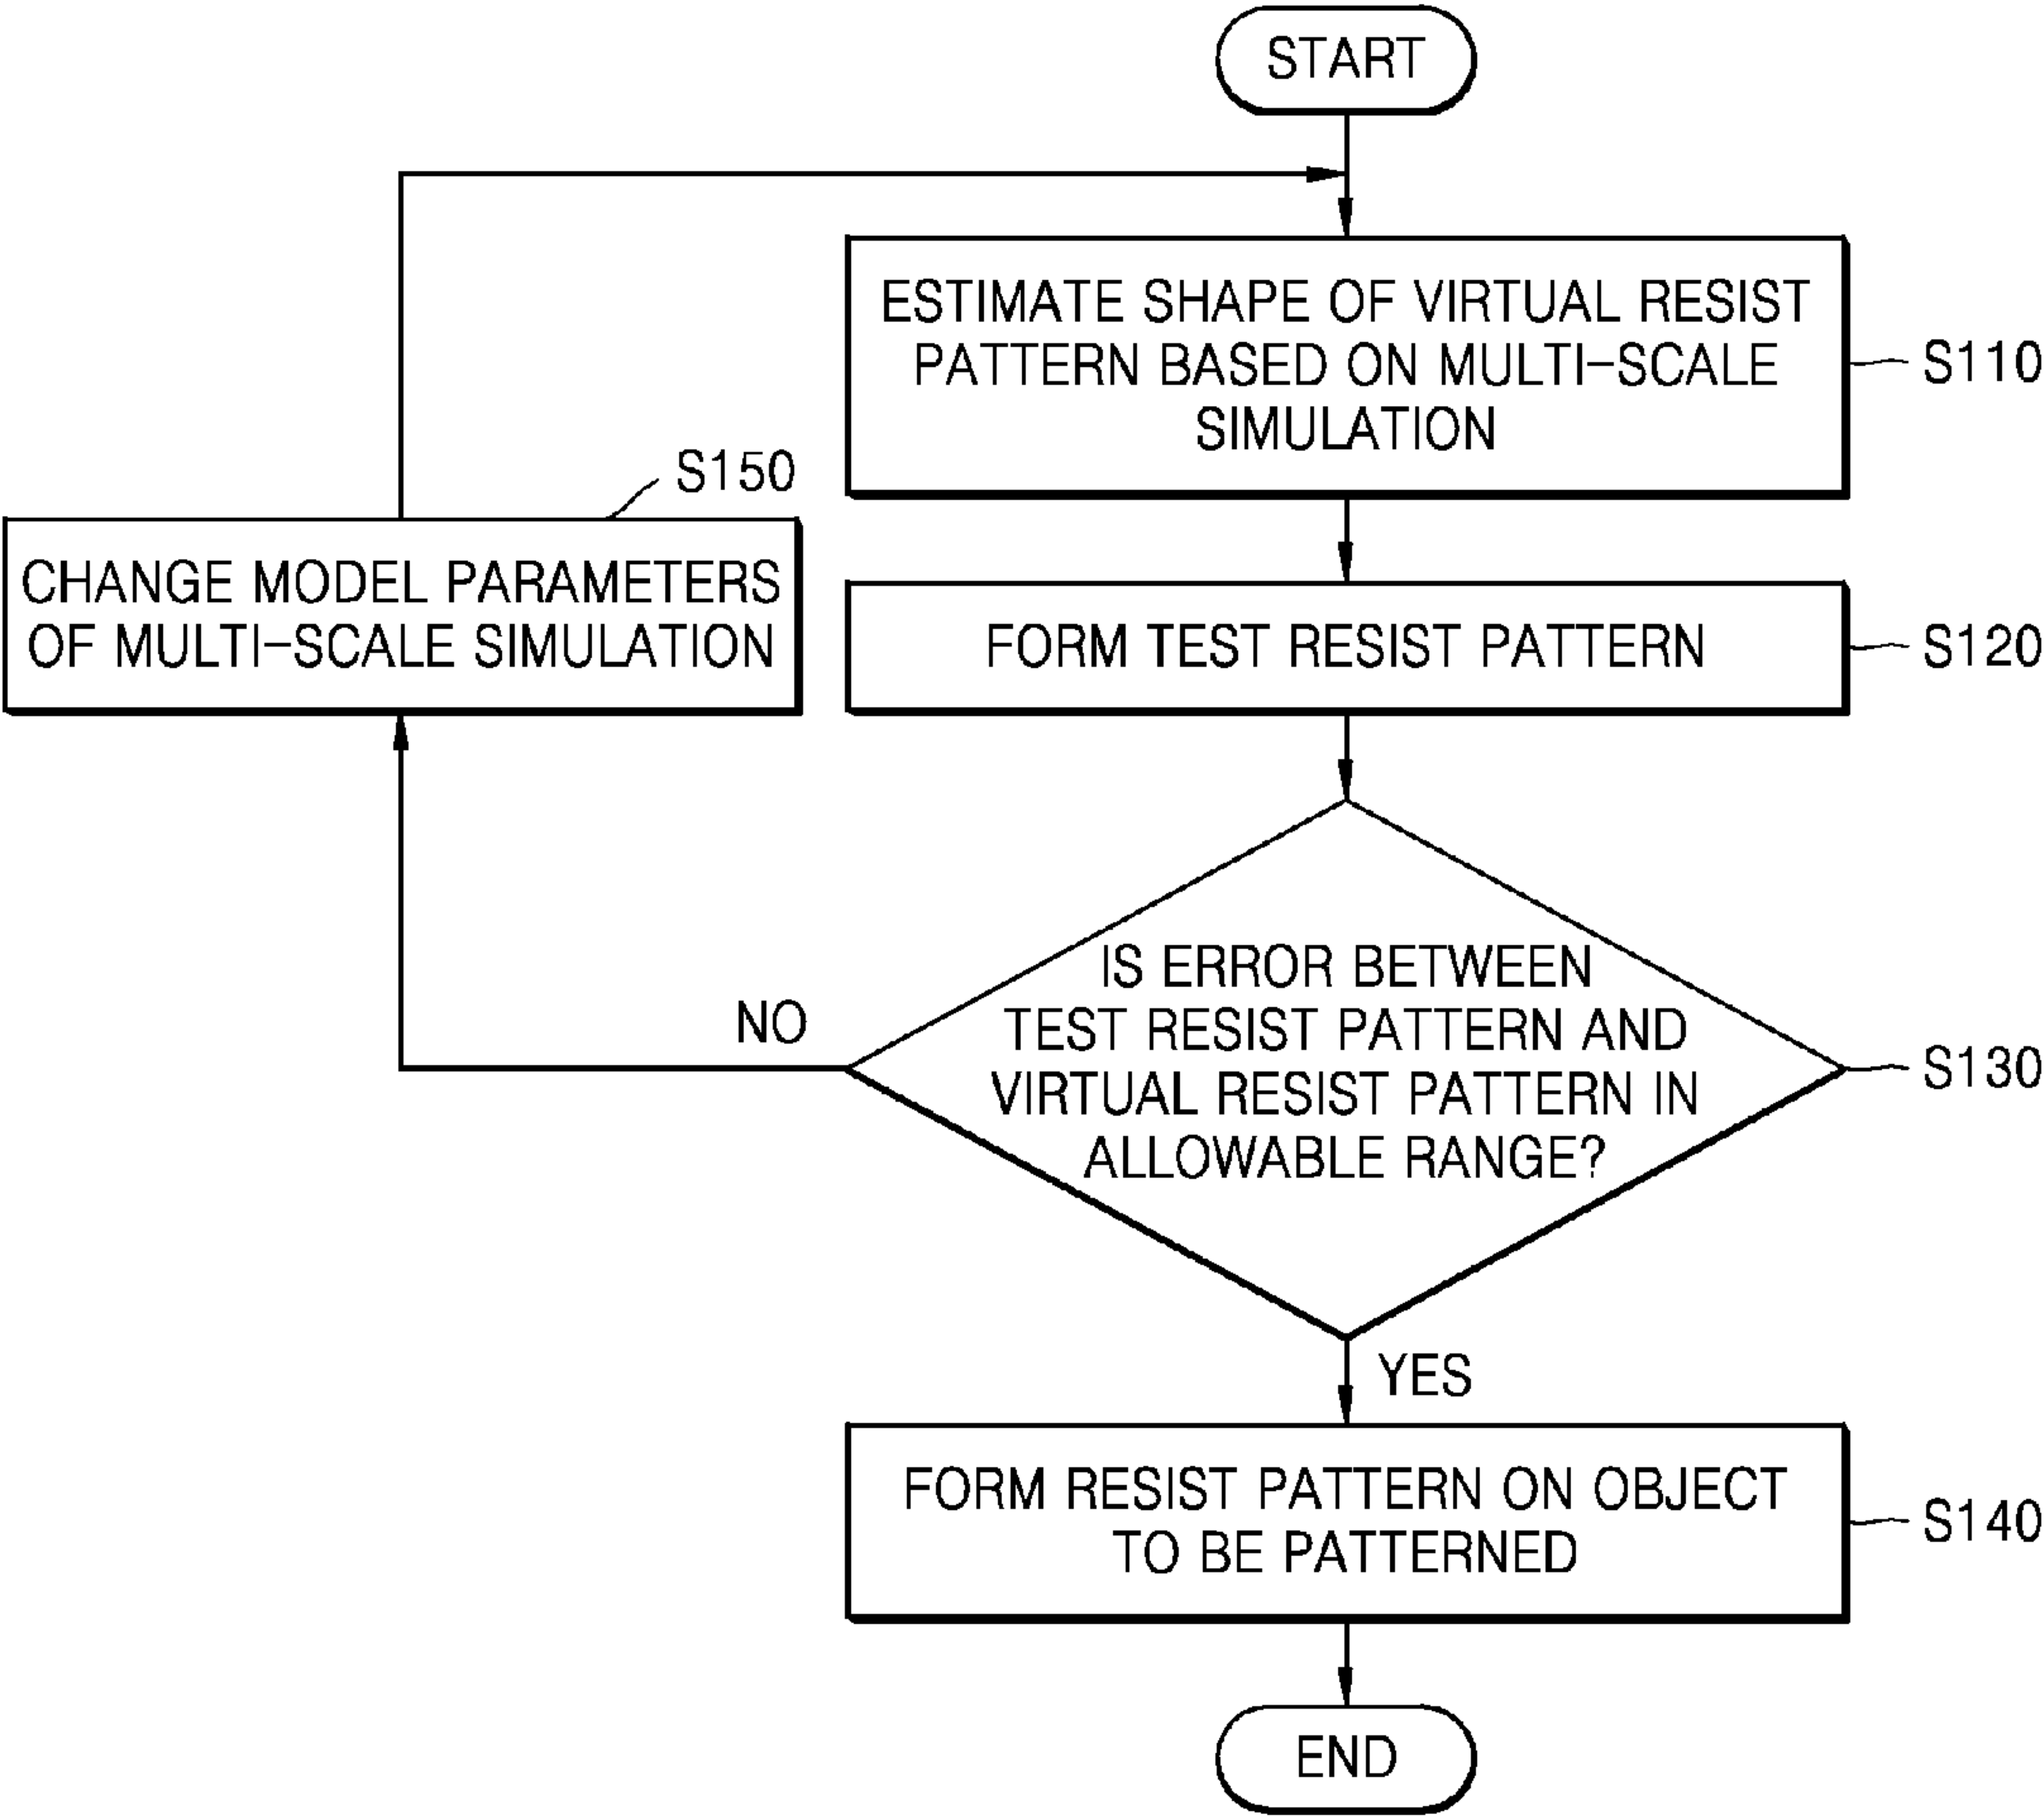 START
ESTIMATE SHAPE OF VIRTUAL RESIST
PATTERN BASED ON MULTI-SCALE
SIMULATION
S110
S150
CHANGE MODEL PARAMETERS
OF MULTI-SCALE SIMULATION
FORM TEST RESIST PATTERN
S120
IS ERROR BETWEEN
TEST RESIST PATTERN AND
VIRTUAL RESIST PATTERN IN
ALLOWABLE RANGE?
S130
NO
YES
FORM RESIST PATTERN ON OBJECT
TO BE PATTERNED
S140
END